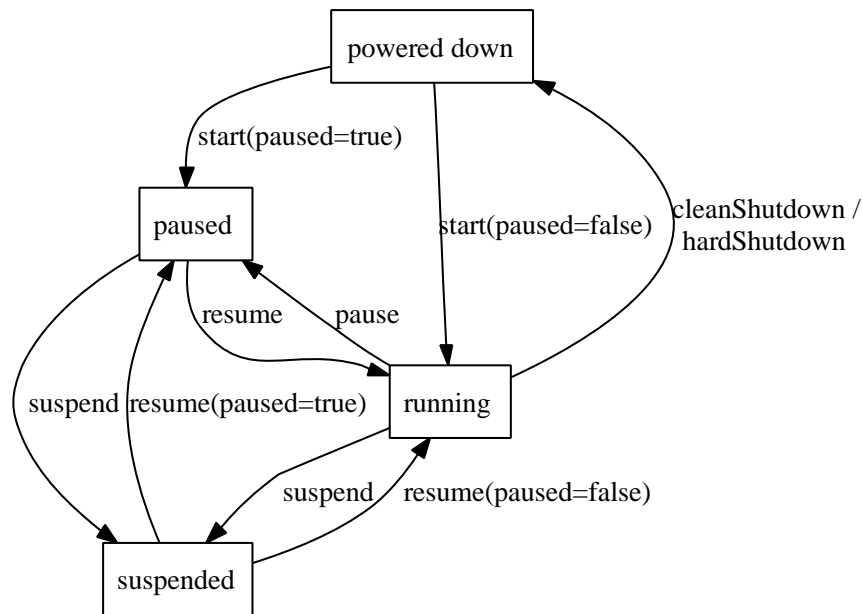 powered down
start(paused=true)
paused
start(paused=false)
cleanShutdown /
hardShutdown
resume
pause
suspend
resume(paused=true)
running
suspend
resume(paused=false)
suspended